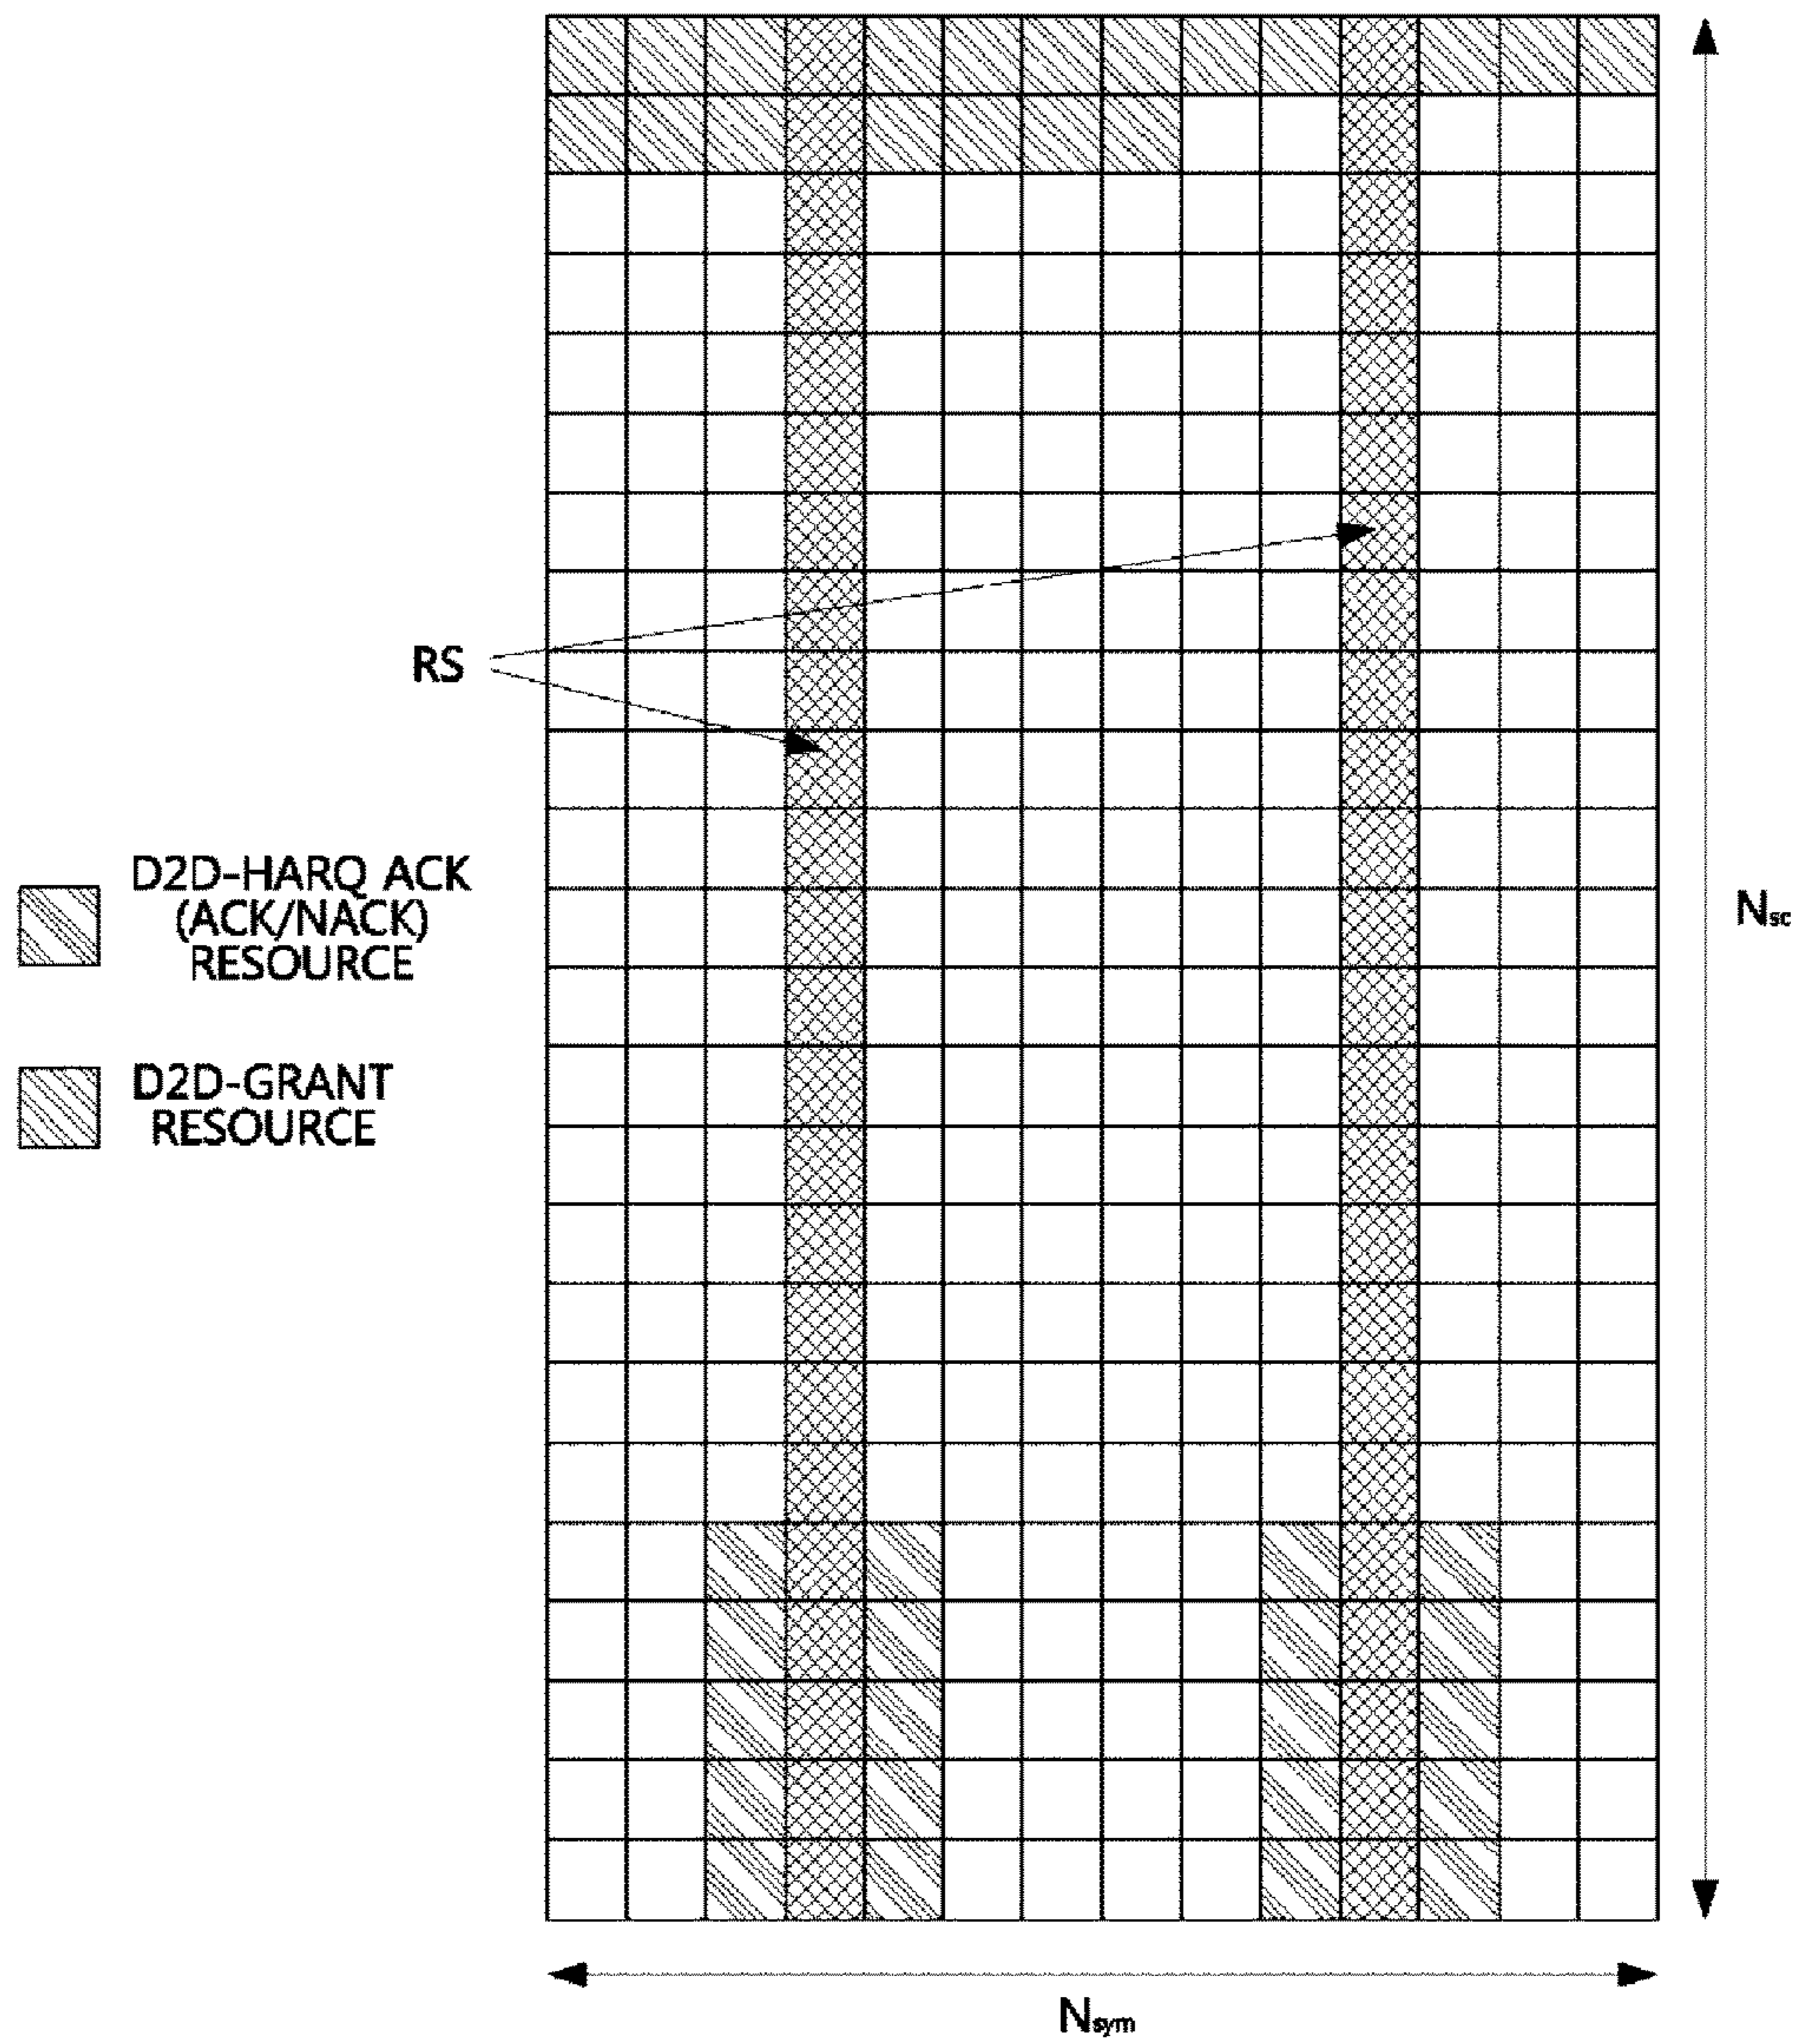 RS
D2D-HARQ ACK
(ACK/NACK)
RESOURCE
Nsc
D2D-GRANT
RESOURCE
Nsym